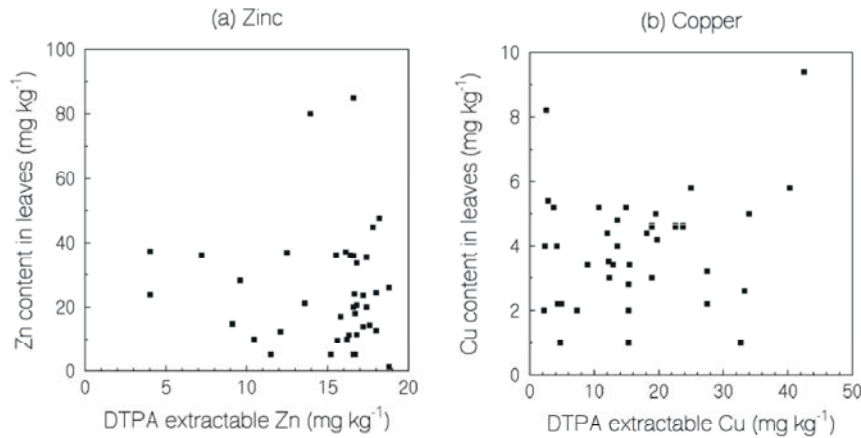 (a) Zinc
Zn content in leaves (mg kg⁻¹)
100
80
60
40
20
0
0 5 10 15 20
DTPA extractable Zn (mg kg⁻¹)
(b) Copper
Cu content in leaves (mg kg⁻¹)
10
8
6
4
2
0
0 10 20 30 40 50
DTPA extractable Cu (mg kg⁻¹)